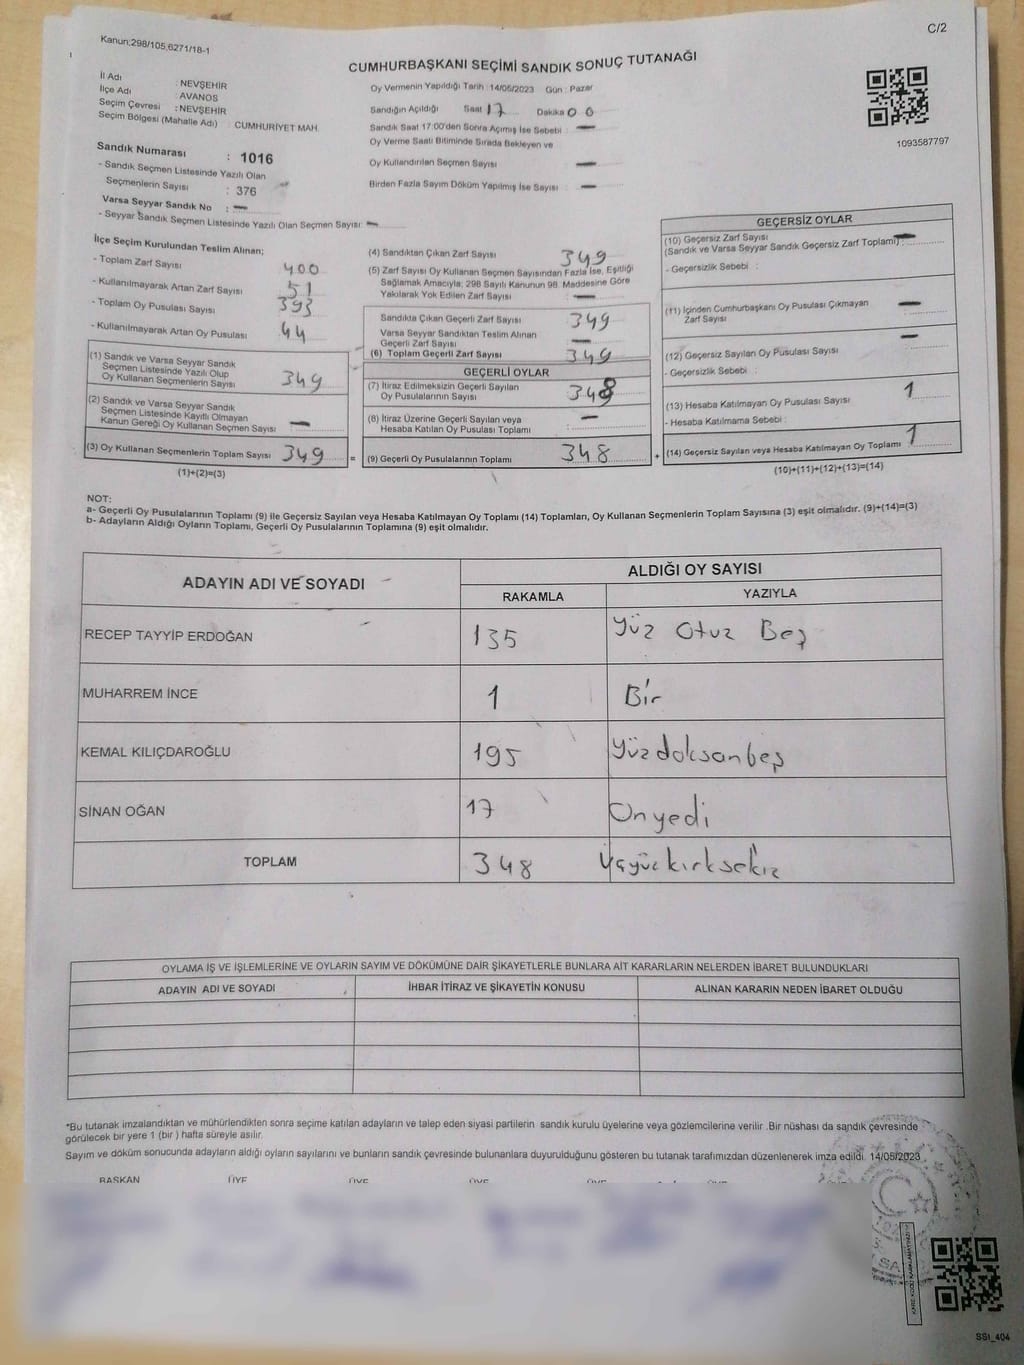 Kanun:298/105,6271/18-1
C/2
CUMHURBAŞKANI SEÇİMİ SANDIK SONUÇ TUTANAĞI
İl Adı : NEVŞEHİR
İlçe Adı : AVANOS
Seçim Çevresi : NEVŞEHİR
Seçim Bölgesi (Mahalle Adı) : CUMHURİYET MAH.
Sandık Numarası : 1016
- Sandık Seçmen Listesinde Yazılı Olan
Seçmenlerin Sayısı : 376
Varsa Seyyar Sandık No : —
- Seyyar Sandık Seçmen Listesinde Yazılı Olan Seçmen Sayısı: —
Oy Vermenin Yapıldığı Tarih : 14/05/2023 Gün : Pazar
Sandığın Açıldığı Saat 17 Dakika 00
Sandık Saat 17:00'den Sonra Açımış İse Sebebi : —
Oy Verme Saati Bitiminde Sırada Bekleyen ve
Oy Kullandırılan Seçmen Sayısı : —
Birden Fazla Sayım Döküm Yapılmış İse Sayısı : —
1093587797
İlçe Seçim Kurulundan Teslim Alınan;
- Toplam Zarf Sayısı 400
- Kullanılmayarak Artan Zarf Sayısı 51
- Toplam Oy Pusulası Sayısı 393
- Kullanılmayarak Artan Oy Pusulası 44
(1) Sandık ve Varsa Seyyar Sandık
Seçmen Listesinde Yazılı Olup
Oy Kullanan Seçmenlerin Sayısı 349
(2) Sandık ve Varsa Seyyar Sandık
Seçmen Listesinde Kayıtlı Olmayan
Kanun Gereği Oy Kullanan Seçmen Sayısı : —
(3) Oy Kullanan Seçmenlerin Toplam Sayısı 349 =
(1)+(2)=(3)
(4) Sandıktan Çıkan Zarf Sayısı 349
(5) Zarf Sayısı Oy Kullanan Seçmen Sayısından Fazla İse, Eşitliği
Sağlamak Amacıyla; 298 Sayılı Kanunun 98. Maddesine Göre
Yakılarak Yok Edilen Zarf Sayısı : —
Sandıkta Çıkan Geçerli Zarf Sayısı 349
Varsa Seyyar Sandıktan Teslim Alınan
Geçerli Zarf Sayısı : —
(6) Toplam Geçerli Zarf Sayısı 349
GEÇERLİ OYLAR
(7) İtiraz Edilmeksizin Geçerli Sayılan
Oy Pusulalarının Sayısı : 348
(8) İtiraz Üzerine Geçerli Sayılan veya
Hesaba Katılan Oy Pusulası Toplamı : —
(9) Geçerli Oy Pusulalarının Toplamı 348 +
GEÇERSİZ OYLAR
(10) Geçersiz Zarf Sayısı
(Sandık ve Varsa Seyyar Sandık Geçersiz Zarf Toplamı) : —
- Geçersizlik Sebebi :
(11) İçinden Cumhurbaşkanı Oy Pusulası Çıkmayan
Zarf Sayısı —
(12) Geçersiz Sayılan Oy Pusulası Sayısı —
- Geçersizlik Sebebi :
(13) Hesaba Katılmayan Oy Pusulası Sayısı 1
- Hesaba Katılmama Sebebi :
(14) Geçersiz Sayılan veya Hesaba Katılmayan Oy Toplamı 1
(10)+(11)+(12)+(13)=(14)
NOT:
a- Geçerli Oy Pusulalarının Toplamı (9) ile Geçersiz Sayılan veya Hesaba Katılmayan Oy Toplamı (14) Toplamları, Oy Kullanan Seçmenlerin Toplam Sayısına (3) eşit olmalıdır. (9)+(14)=(3)
b- Adayların Aldığı Oyların Toplamı, Geçerli Oy Pusulalarının Toplamına (9) eşit olmalıdır.
ADAYIN ADI VE SOYADI
ALDIĞI OY SAYISI
RAKAMLA YAZIYLA
RECEP TAYYİP ERDOĞAN 135 Yüz Otuz Beş
MUHARREM İNCE 1 Bir
KEMAL KILIÇDAROĞLU 195 Yüzdoksanbeş
SİNAN OĞAN 17 Onyedi
TOPLAM 348 Üçyüzkırksekiz
OYLAMA İŞ VE İŞLEMLERİNE VE OYLARIN SAYIM VE DÖKÜMÜNE DAİR ŞİKAYETLERLE BUNLARA AİT KARARLARIN NELERDEN İBARET BULUNDUKLARI
ADAYIN ADI VE SOYADI İHBAR İTİRAZ VE ŞİKAYETİN KONUSU ALINAN KARARIN NEDEN İBARET OLDUĞU
*Bu tutanak imzalandıktan ve mühürlendikten sonra seçime katılan adayların ve talep eden siyasi partilerin sandık kurulu üyelerine veya gözlemcilerine verilir .Bir nüshası da sandık çevresinde
görülecek bir yere 1 (bir ) hafta süreyle asılır.
Sayım ve döküm sonucunda adayların aldığı oyların sayılarını ve bunların sandık çevresinde bulunanlara duyurulduğunu gösteren bu tutanak tarafımızdan düzenlenerek imza edildi. 14/05/2023
BAŞKAN ÜYE ÜYE ÜYE ÜYE ÜYE
SSt_404